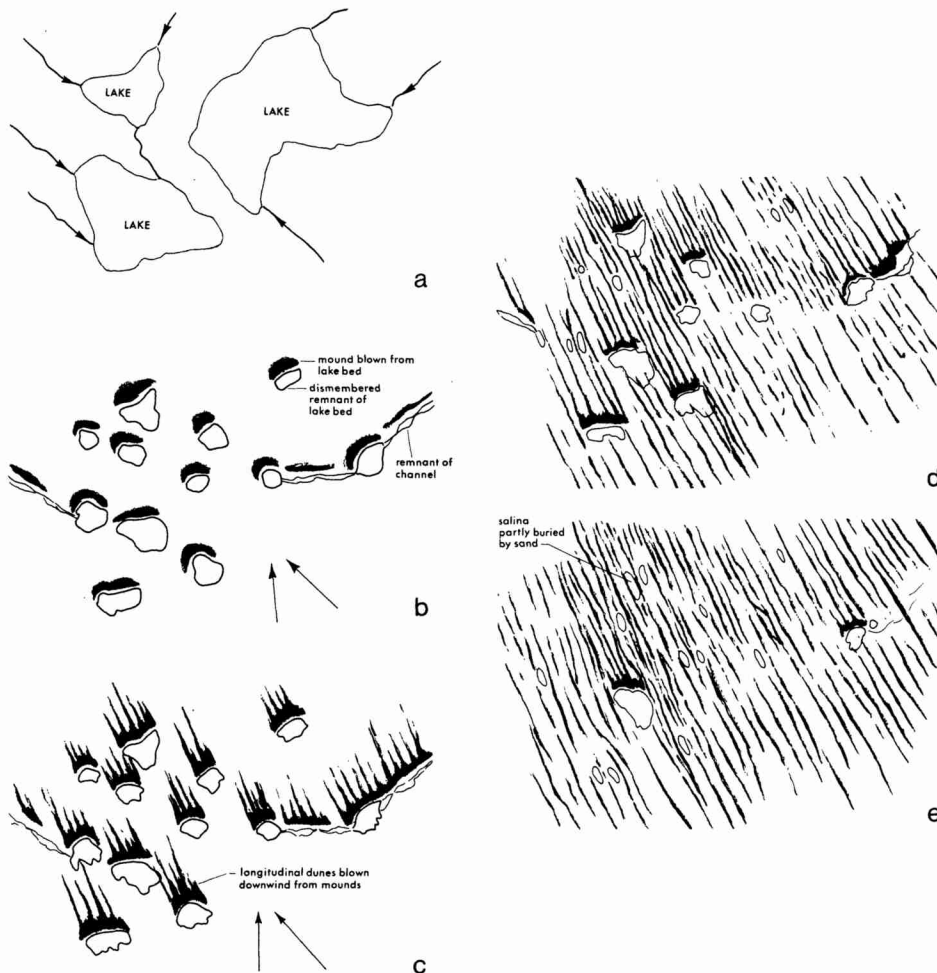 LAKE
LAKE
LAKE
a
mound blown from
lake bed
dismembered
remnant of
lake bed
remnant of
channel
b
longitudinal dunes blown
downwind from mounds
c
d
salina
partly buried
by sand
e